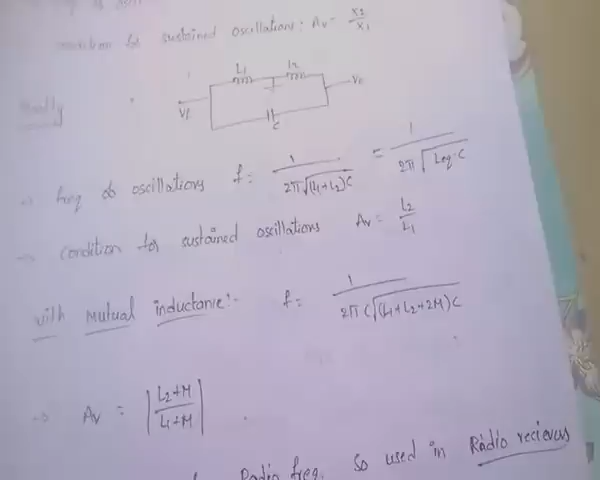 condition for sustained oscillations: Av = X2/X1
L1 L2
Vf Vo
C
→ freq of oscillations f = 1/2π√(L1+L2)C = 1/2π√Leq·C
→ condition for sustained oscillations Av = L2/L1
with Mutual inductance:- f = 1/2π C√(L1+L2+2M)C
→ Av = |L2+M/L1+M|
Radio freq. so used in Radio recievers